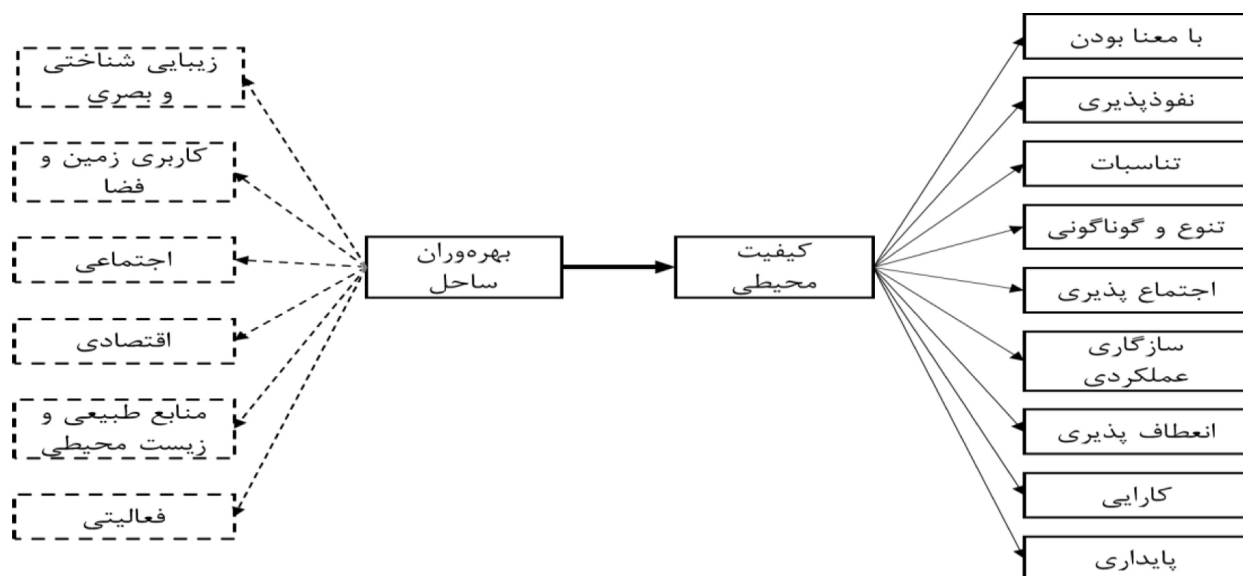 با معنا بودن
نفوذپذیری
تناسبات
تنوع و گوناگونی
اجتماع پذیری
سازگاری
عملکردی
انعطاف پذیری
کارایی
پایداری
کیفیت
محیطی
بهره‌وران
ساحل
زیبایی شناختی
و بصری
کاربری زمین و
فضا
اجتماعی
اقتصادی
منابع طبیعی و
زیست محیطی
فعالیتی